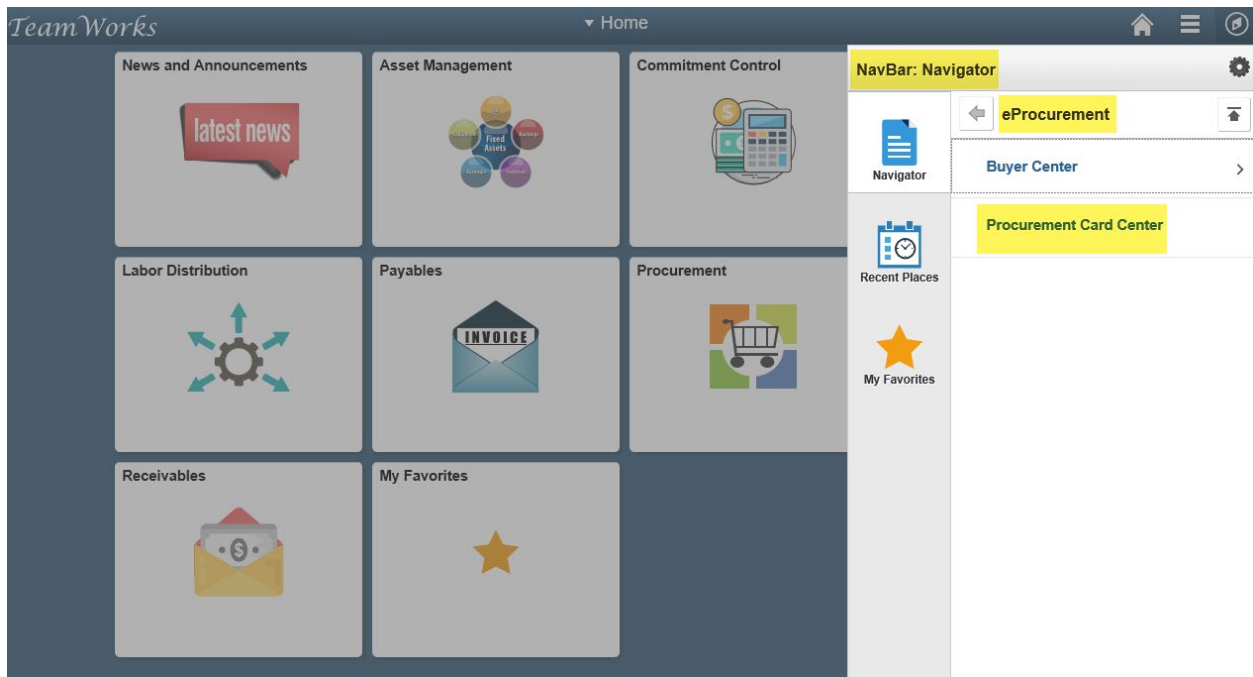 TeamWorks
Home
News and Announcements
latest news
Asset Management
Fixed
Assets
Commitment Control
Labor Distribution
Payables
INVOICE
Procurement
Receivables
My Favorites
NavBar: Navigator
Navigator
Recent Places
My Favorites
eProcurement
Buyer Center
Procurement Card Center